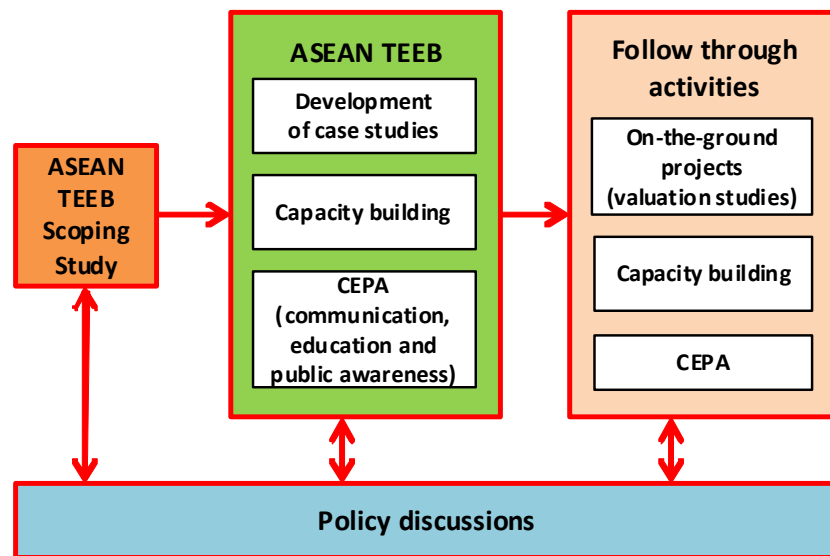 ASEAN
TEEB
Scoping
Study
ASEAN TEEB
Development
of case studies
Capacity building
CEPA
(communication,
education and
public awareness)
Follow through
activities
On-the-ground
projects
(valuation studies)
Capacity building
CEPA
Policy discussions